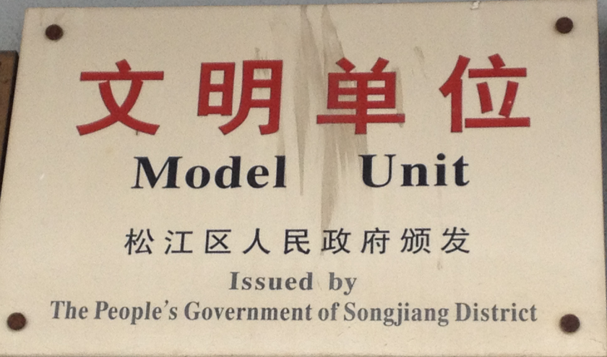 文明单位
Model Unit
松江区人民政府颁发
Issued by
The People's Government of Songjiang District